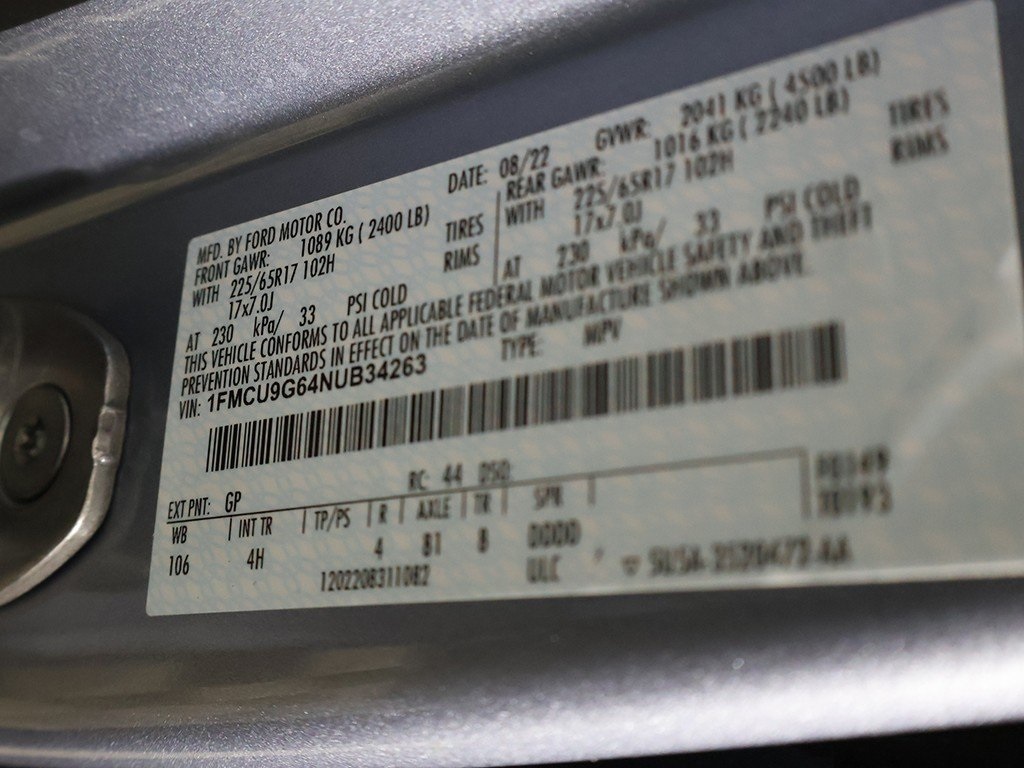 MFD. BY FORD MOTOR CO.
DATE: 08/22
GVWR: 2041 KG ( 4500 LB)
FRONT GAWR: 1089 KG ( 2400 LB)
REAR GAWR: 1016 KG ( 2240 LB)
WITH 225/65R17 102H TIRES
WITH 225/65R17 102H TIRES
17x7.0J RIMS
17x7.0J RIMS
AT 230 kPa/ 33 PSI COLD
AT 230 kPa/ 33 PSI COLD
THIS VEHICLE CONFORMS TO ALL APPLICABLE FEDERAL MOTOR VEHICLE SAFETY AND THEFT
PREVENTION STANDARDS IN EFFECT ON THE DATE OF MANUFACTURE SHOWN ABOVE.
VIN: 1FMCU9G64NUB34263
TYPE: MPV
EXT PNT: GP
RC: 44 DSO:
WB INT TR TP/PS R AXLE TR SPR
106 4H 4 81 8
1202208311082
ULC